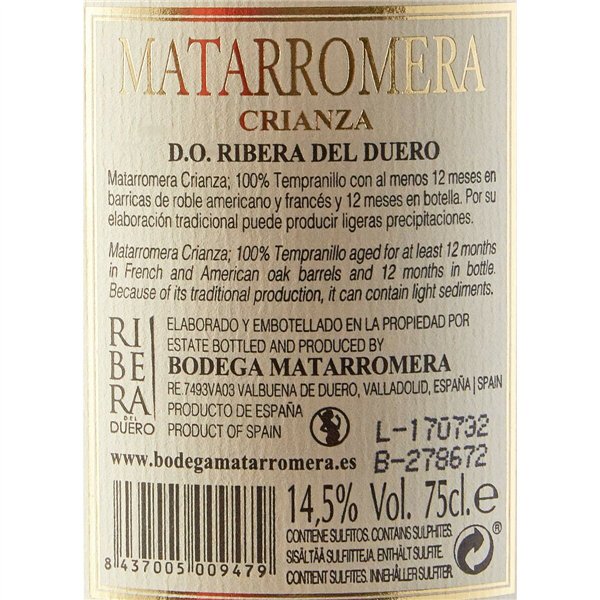 MATARROMERA
CRIANZA
D.O. RIBERA DEL DUERO
Matarromera Crianza; 100% Tempranillo con al menos 12 meses en
barricas de roble americano y francés y 12 meses en botella. Por su
elaboración tradicional puede producir ligeras precipitaciones.
Matarromera Crianza; 100% Tempranillo aged for at least 12 months
in French and American oak barrels and 12 months in bottle.
Because of its traditional production, it can contain light sediments.
RI
BE
RA
DEL
DUERO
ELABORADO Y EMBOTELLADO EN LA PROPIEDAD POR
ESTATE BOTTLED AND PRODUCED BY
BODEGA MATARROMERA
RE.7493VA03 VALBUENA DE DUERO, VALLADOLID, ESPAÑA | SPAIN
PRODUCTO DE ESPAÑA
PRODUCT OF SPAIN
L-170732
www.bodegamatarromera.es
B-278672
14,5% Vol. 75cl. e
CONTIENE SULFITOS. CONTAINS SULPHITES.
SISÄLTÄÄ SULFIITTEJA. ENTHÄLT SULFITE.
CONTIENT SULFITES. INNEHÅLLER SULFITER.
8 437005 009479